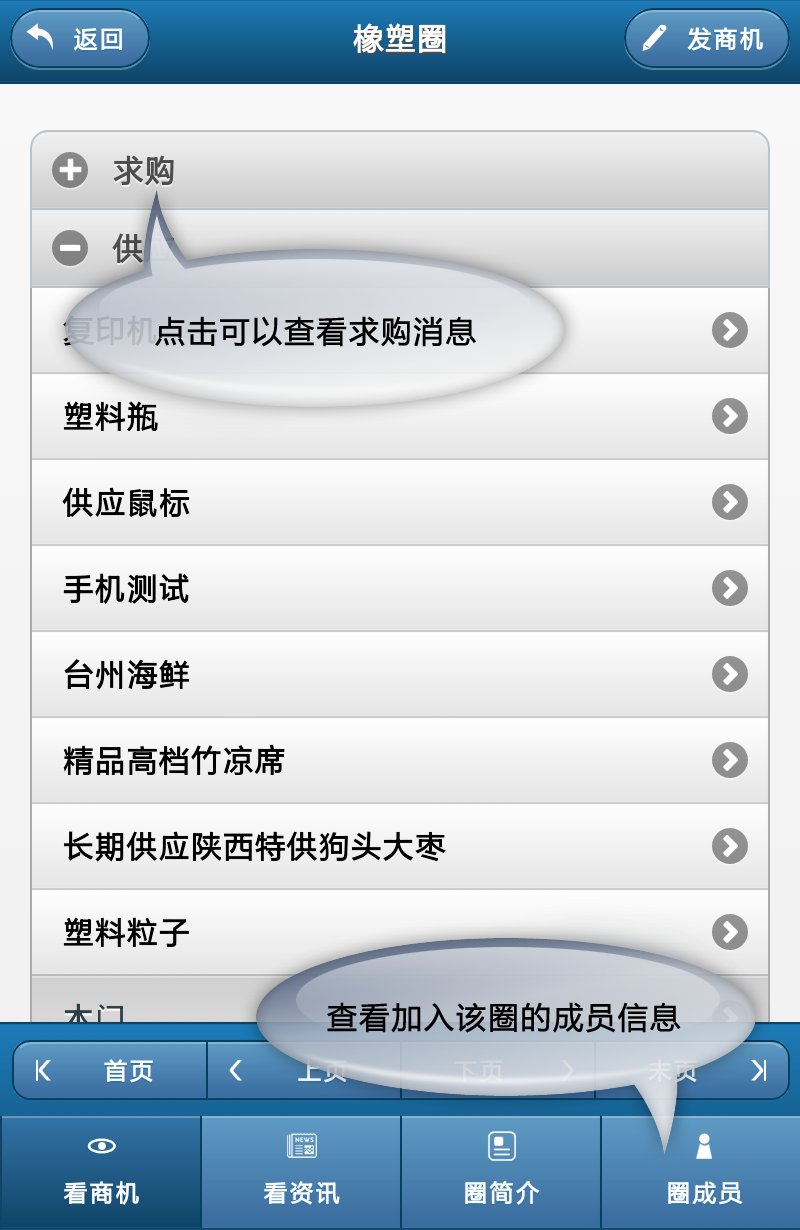 返回
橡塑圈
发商机
求购
供应
复印机
点击可以查看求购消息
塑料瓶
供应鼠标
手机测试
台州海鲜
精品高档竹凉席
长期供应陕西特供狗头大枣
塑料粒子
木门
查看加入该圈的成员信息
首页
上页
下页
末页
NEWS
看商机
看资讯
圈简介
圈成员